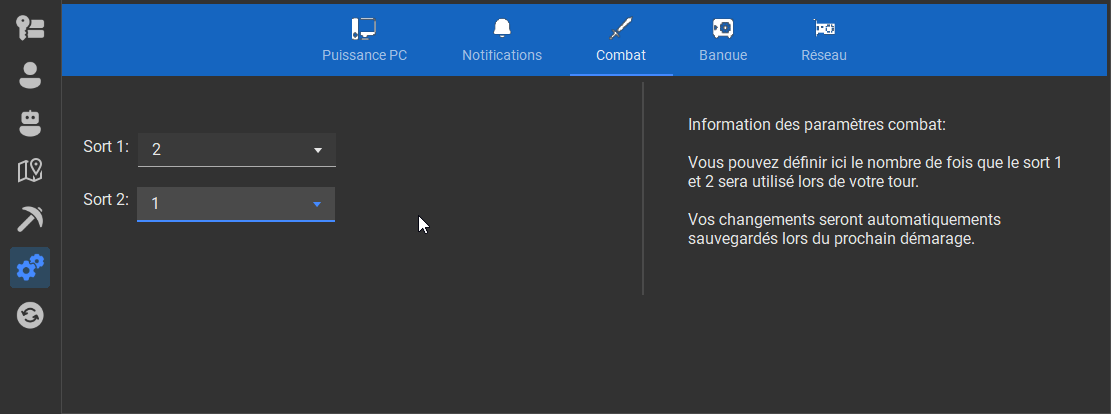 Puissance PC Notifications Combat Banque Réseau
Sort 1: 2
Sort 2: 1
Information des paramètres combat:
Vous pouvez définir ici le nombre de fois que le sort 1
et 2 sera utilisé lors de votre tour.
Vos changements seront automatiquements
sauvegardés lors du prochain démarage.